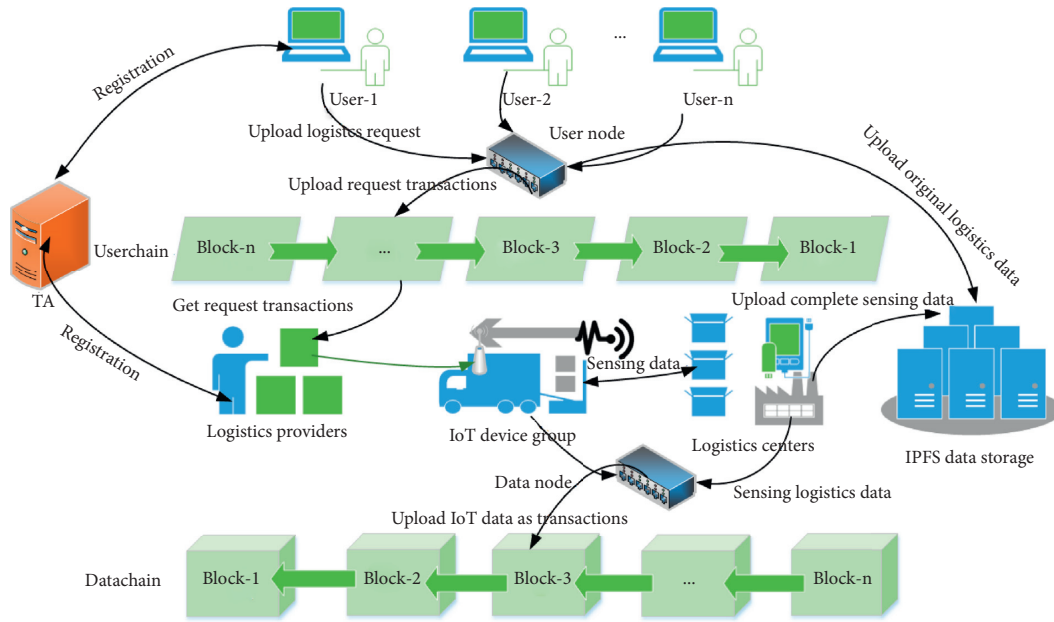 ...
Registration
User-1
User-2
User-n
Upload logistcs request
User node
Upload request transactions
Upload original logistics data
Userchain
Block-n
...
Block-3
Block-2
Block-1
TA
Get request transactions
Upload complete sensing data
Registration
Sensing data
Logistics providers
IoT device group
Logistics centers
IPFS data storage
Data node
Sensing logistics data
Upload IoT data as transactions
Datachain
Block-1
Block-2
Block-3
...
Block-n